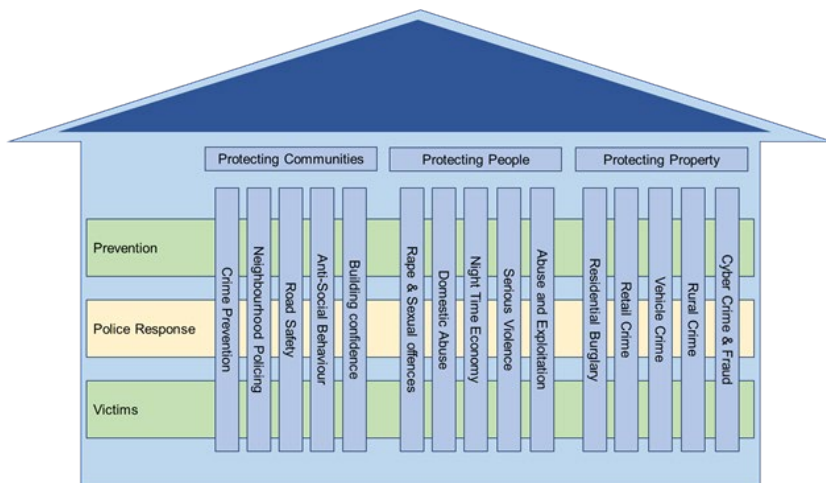 Protecting Communities
Protecting People
Protecting Property
Prevention
Police Response
Victims
Crime Prevention
Neighbourhood Policing
Road Safety
Anti-Social Behaviour
Building confidence
Rape & Sexual offences
Domestic Abuse
Night Time Economy
Serious Violence
Abuse and Exploitation
Residential Burglary
Retail Crime
Vehicle Crime
Rural Crime
Cyber Crime & Fraud